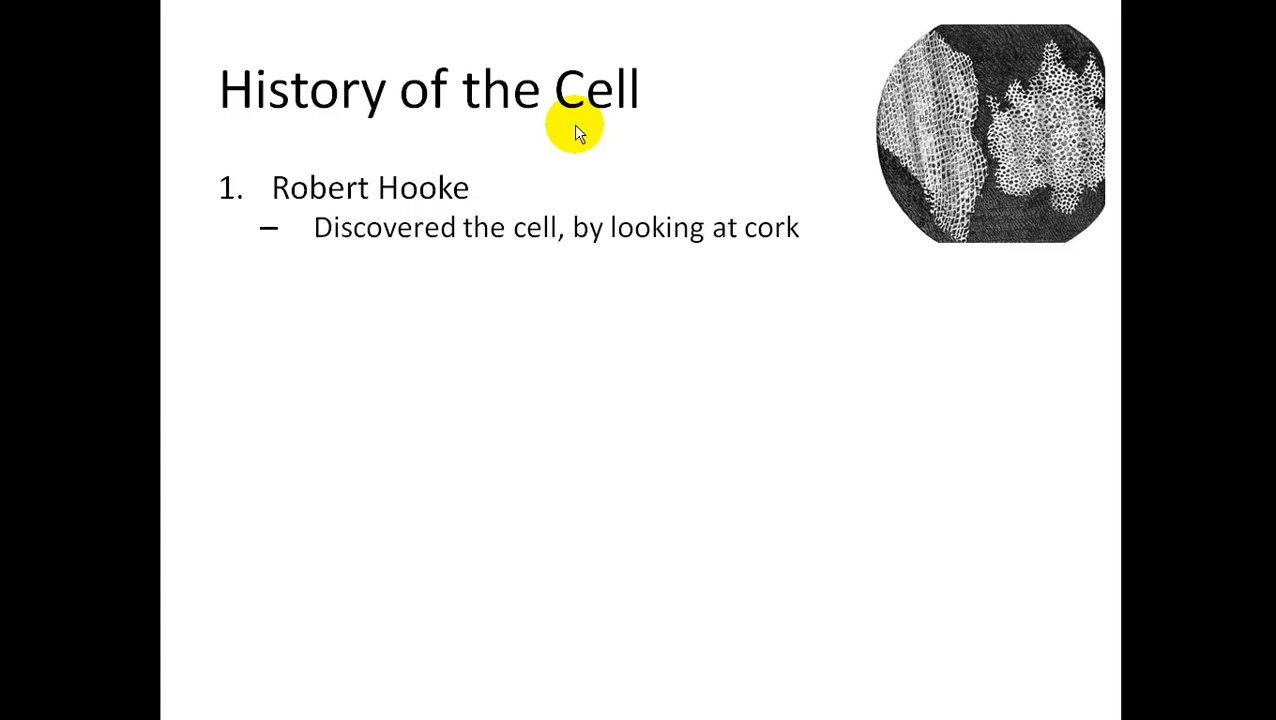 History of the Cell
1. Robert Hooke
– Discovered the cell, by looking at cork